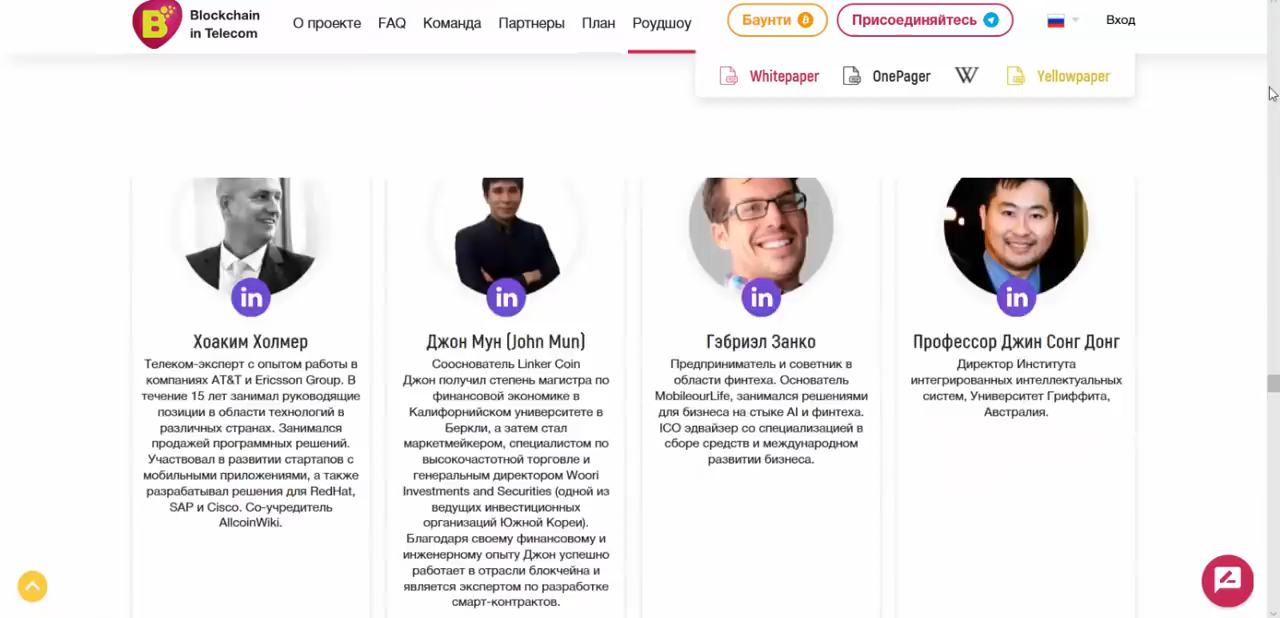 Blockchain
in Telecom
О проекте FAQ Команда Партнеры План Роудшоу
Баунти Присоединяйтесь Вход
Whitepaper OnePager W Yellowpaper
in in in in
Хоаким Холмер
Телеком-эксперт с опытом работы в
компаниях AT&T и Ericsson Group. В
течение 15 лет занимал руководящие
позиции в области технологий в
различных странах. Занимался
продажей программных решений.
Участвовал в развитии стартапов с
мобильными приложениями, а также
разрабатывал решения для RedHat,
SAP и Cisco. Со-учредитель
AllcoinWiki.
Джон Мун (John Mun)
Сооснователь Linker Coin
Джон получил степень магистра по
финансовой экономике в
Калифорнийском университете в
Беркли, а затем стал
маркетмейкером, специалистом по
высокочастотной торговле и
генеральным директором Woori
Investments and Securities (одной из
ведущих инвестиционных
организаций Южной Кореи).
Благодаря своему финансовому и
инженерному опыту Джон успешно
работает в отрасли блокчейна и
является экспертом по разработке
смарт-контрактов.
Гэбриэл Занко
Предприниматель и советник в
области финтеха. Основатель
MobileourLife, занимался решениями
для бизнеса на стыке AI и финтеха.
ICO эдвайзер со специализацией в
сборе средств и международном
развитии бизнеса.
Профессор Джин Сонг Донг
Директор Института
интегрированных интеллектуальных
систем, Университет Гриффита,
Австралия.